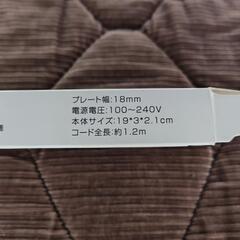 プレート幅:18mm
電源電圧:100～240V
本体サイズ:19*3*2.1cm
コード全長:約1.2m